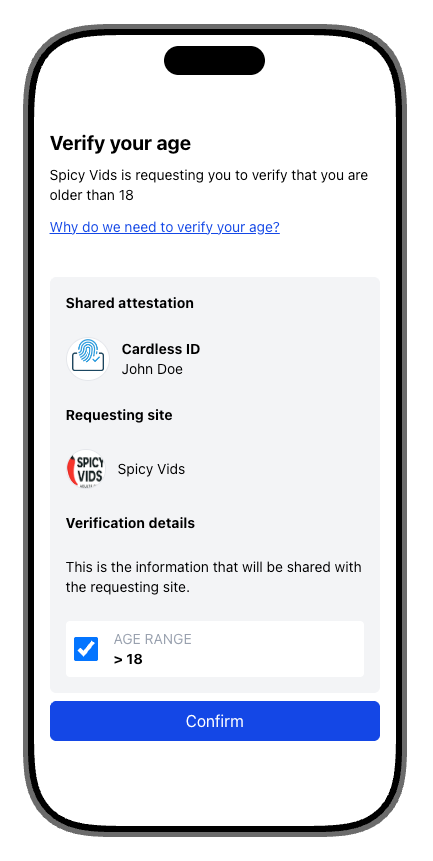 Verify your age
Spicy Vids is requesting you to verify that you are
older than 18
Why do we need to verify your age?
Shared attestation
Cardless ID
John Doe
Requesting site
SPICY
VIDS
Spicy Vids
Verification details
This is the information that will be shared with
the requesting site.
AGE RANGE
> 18
Confirm